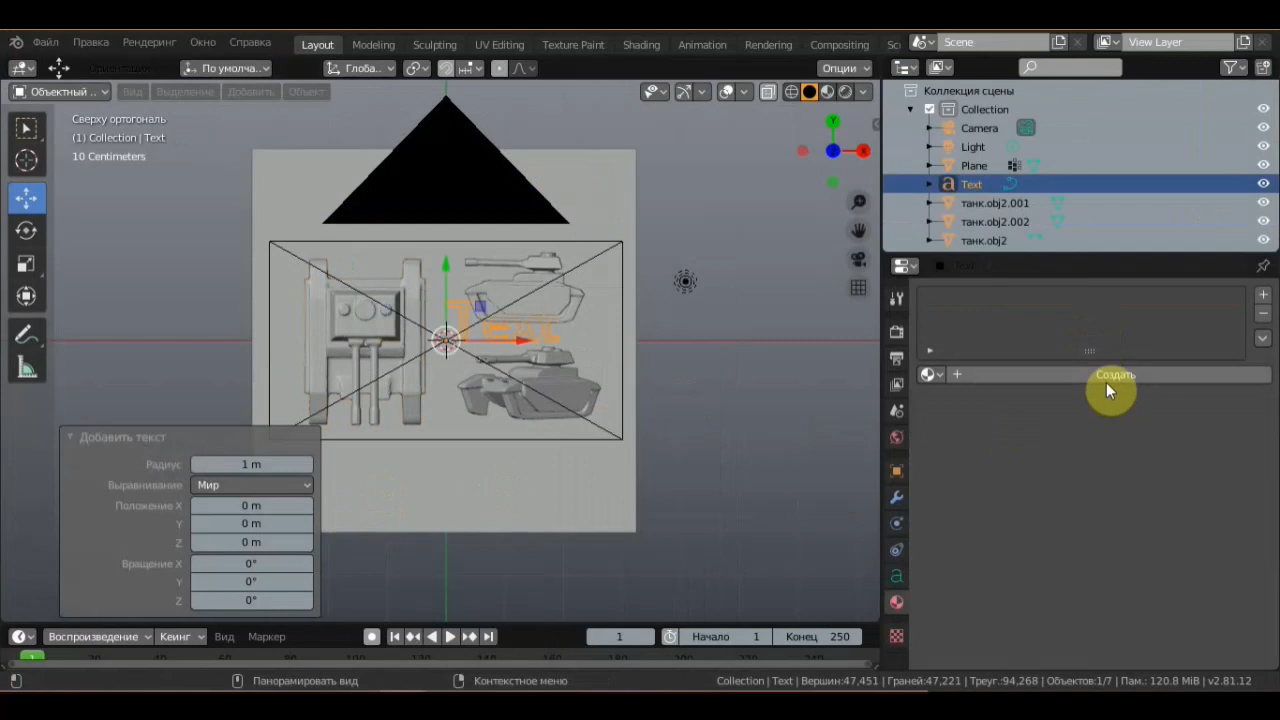 Файл Правка Рендеринг Окно Справка Layout Modeling Sculpting UV Editing Texture Paint Shading Animation Rendering Compositing Sc Scene View Layer
Ориентация По умолча.. Глоба.. Опции
Объектный .. Вид Выделение Добавить Объект
Сверху ортогональ
(1) Collection | Text
10 Centimeters
Y
X
Z
Коллекция сцены
Collection
Camera
Light
Plane
a Text
танк.obj2.001
танк.obj2.002
танк.obj2
Text
Text
Создать
Добавить текст
Радиус 1 m
Выравнивание Мир
Положение X 0 m
Y 0 m
Z 0 m
Вращение X 0°
Y 0°
Z 0°
a
Воспроизведение Кеинг Вид Маркер 1 Начало 1 Конец 250
1
Панорамировать вид Контекстное меню Collection | Text | Вершин:47,451 | Граней:47,221 | Треуг.:94,268 | Объектов:1/7 | Пам.: 120.8 MiB | v2.81.12